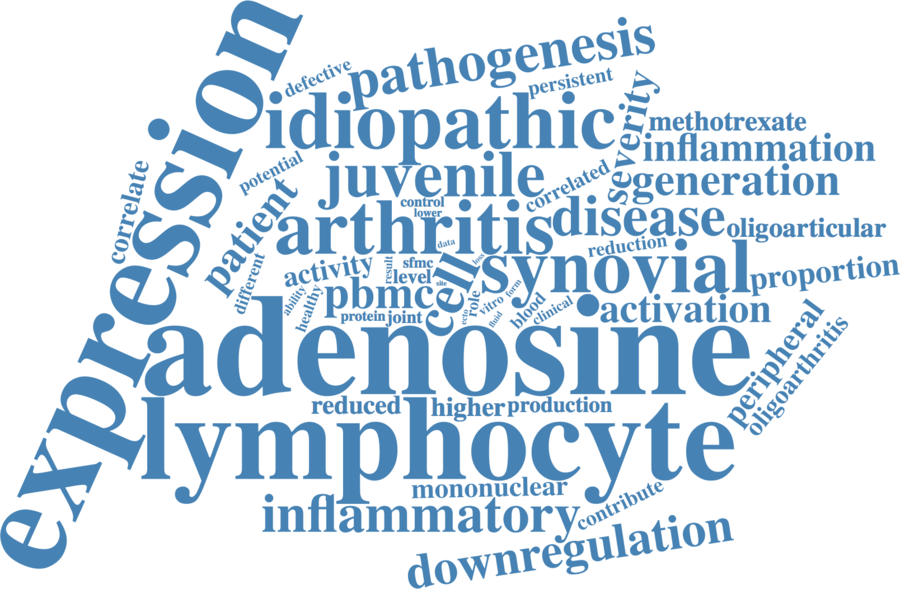 expression
defective
pathogenesis
persistent
idiopathic
severity
methotrexate
inflammation
correlate
potential
juvenile
correlated
generation
patient
control
lower
arthritis
disease
oligoarticular
data
reduction
different
activity
result
sfmc
level
site
cell
loss
synovial
proportion
ability
healthy
pbmc
role
ecto
vitro
form
fluid
blood
clinical
activation
protein
joint
adenosine
peripheral
oligoarthritis
reduced
higher
production
lymphocyte
mononuclear
inflammatory
contribute
downregulation